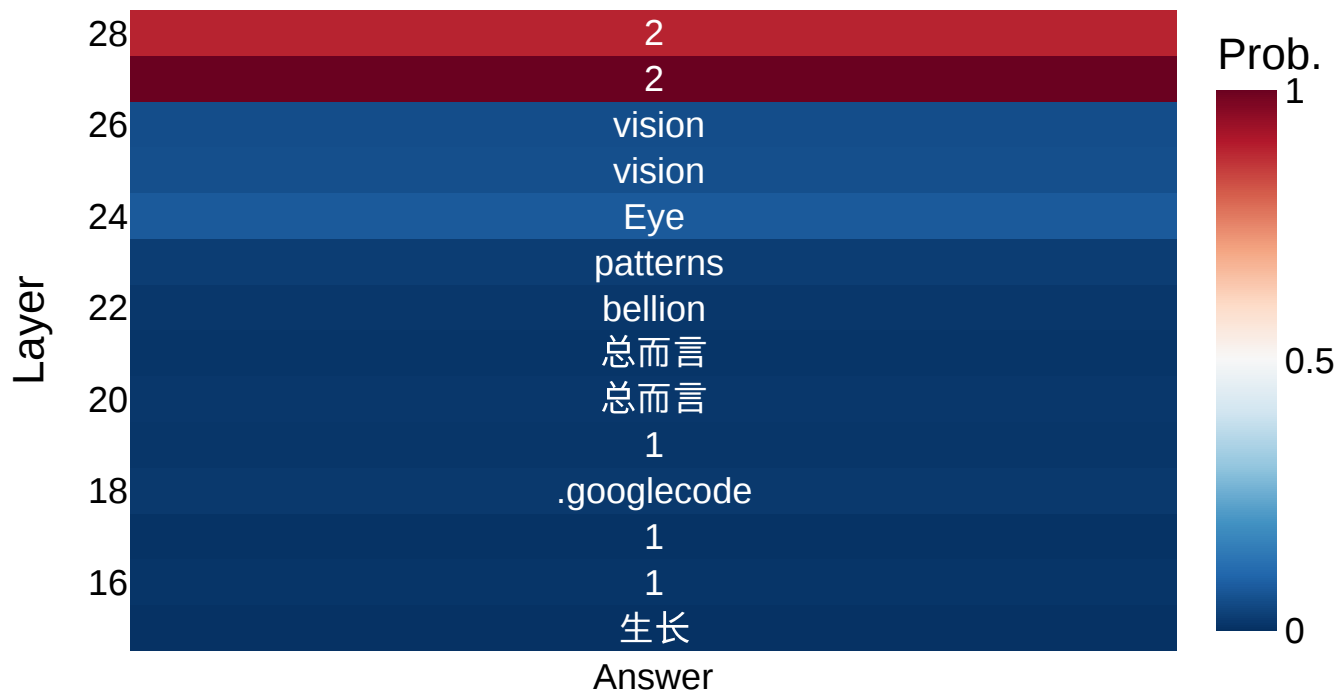 Prob.
28 2
2
26 vision
vision
24 Eye
patterns
22 bellion
总而言
20 总而言
1
18 .googlecode
1
16 1
生长
Layer
Answer
1
0.5
0